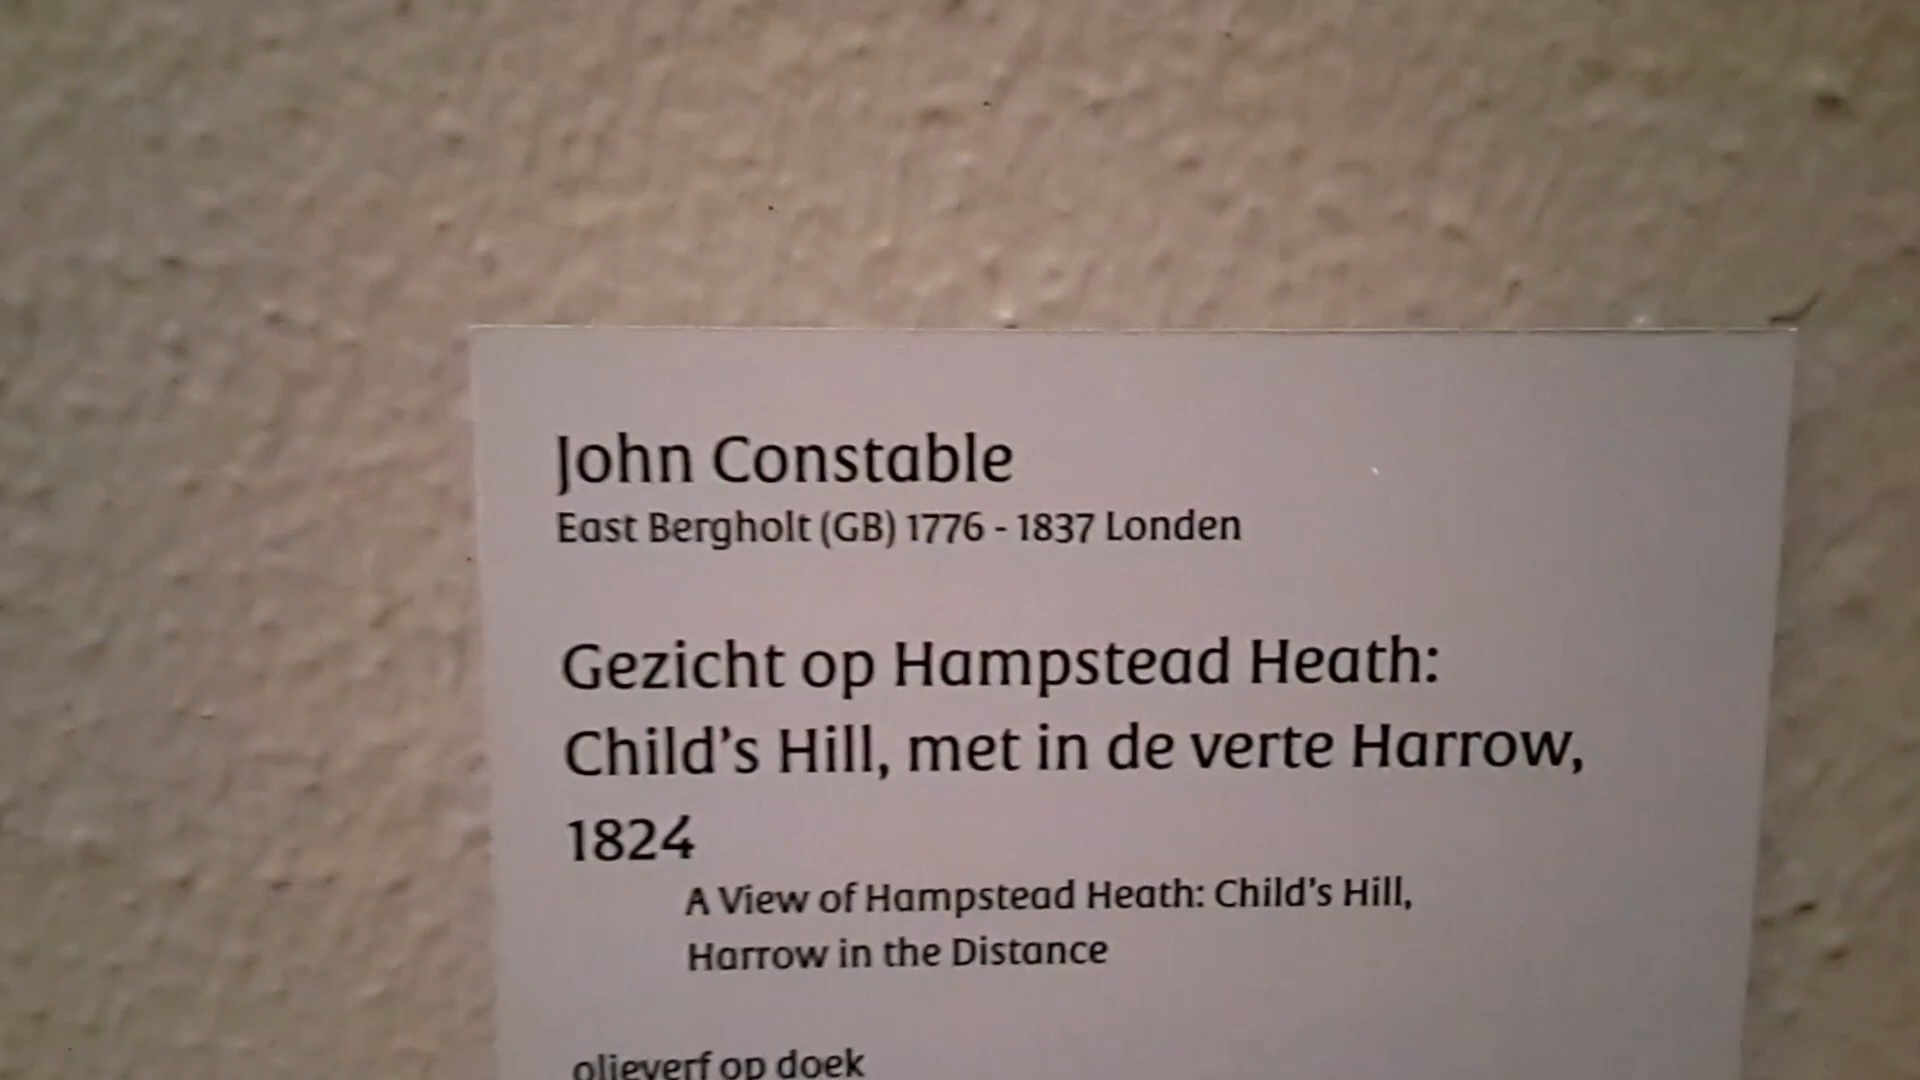 John Constable
East Bergholt (GB) 1776 - 1837 Londen
Gezicht op Hampstead Heath:
Child’s Hill, met in de verte Harrow,
1824
A View of Hampstead Heath: Child’s Hill,
Harrow in the Distance
olieverf op doek